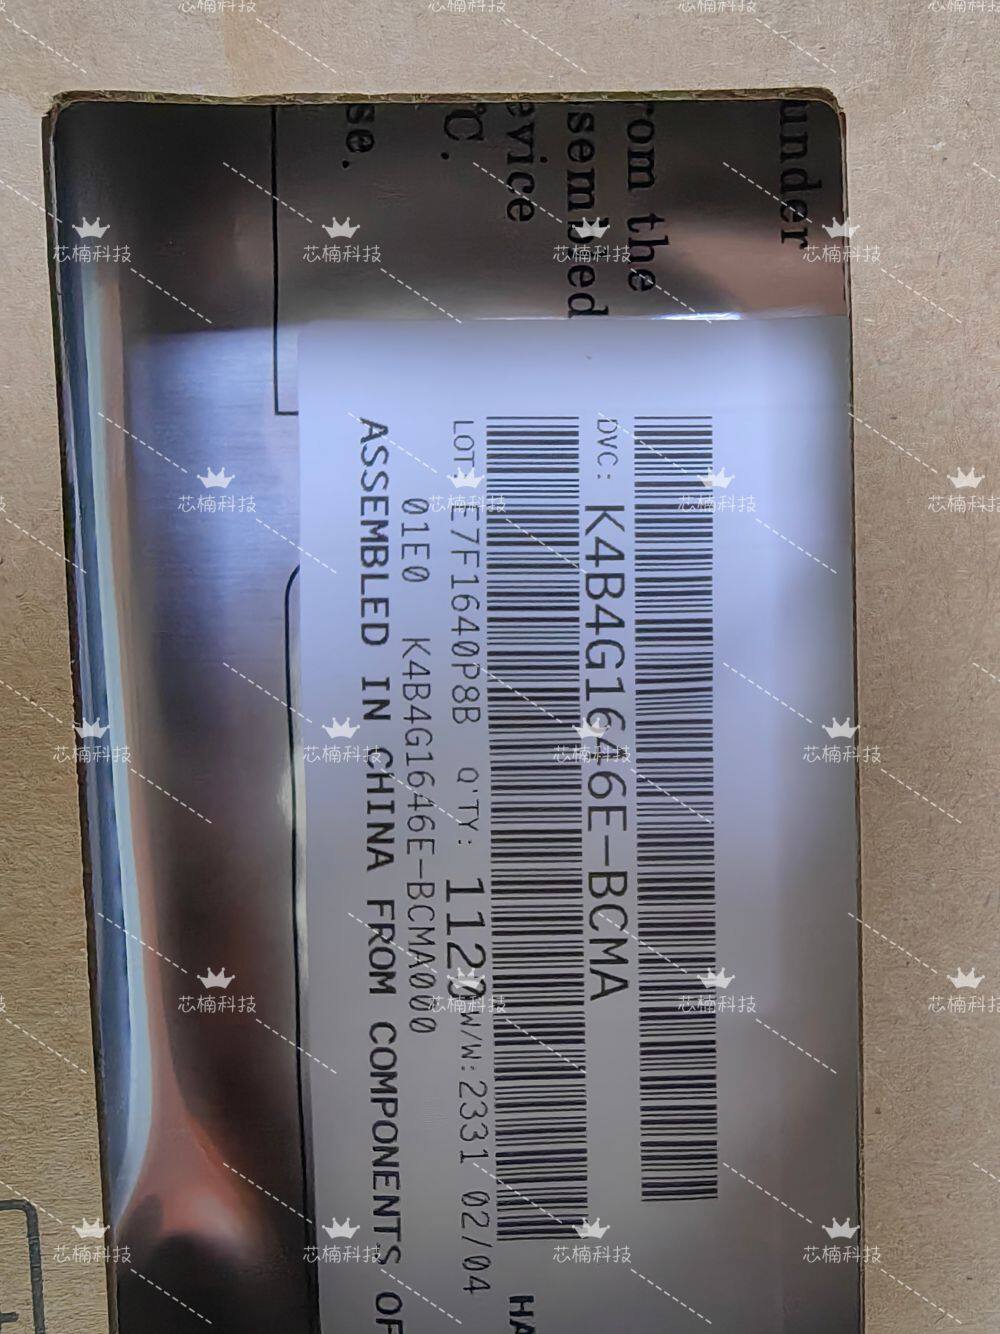 under
rom the
sembled
evice
℃.
se.
DVC: K4B4G1646E-BCMA
LOT: E7F1640P8B Q'TY: 1120 W/W:2331 02/04
01E0 K4B4G1646E-BCMA000
ASSEMBLED IN CHINA FROM COMPONENTS OF
HA
芯楠科技